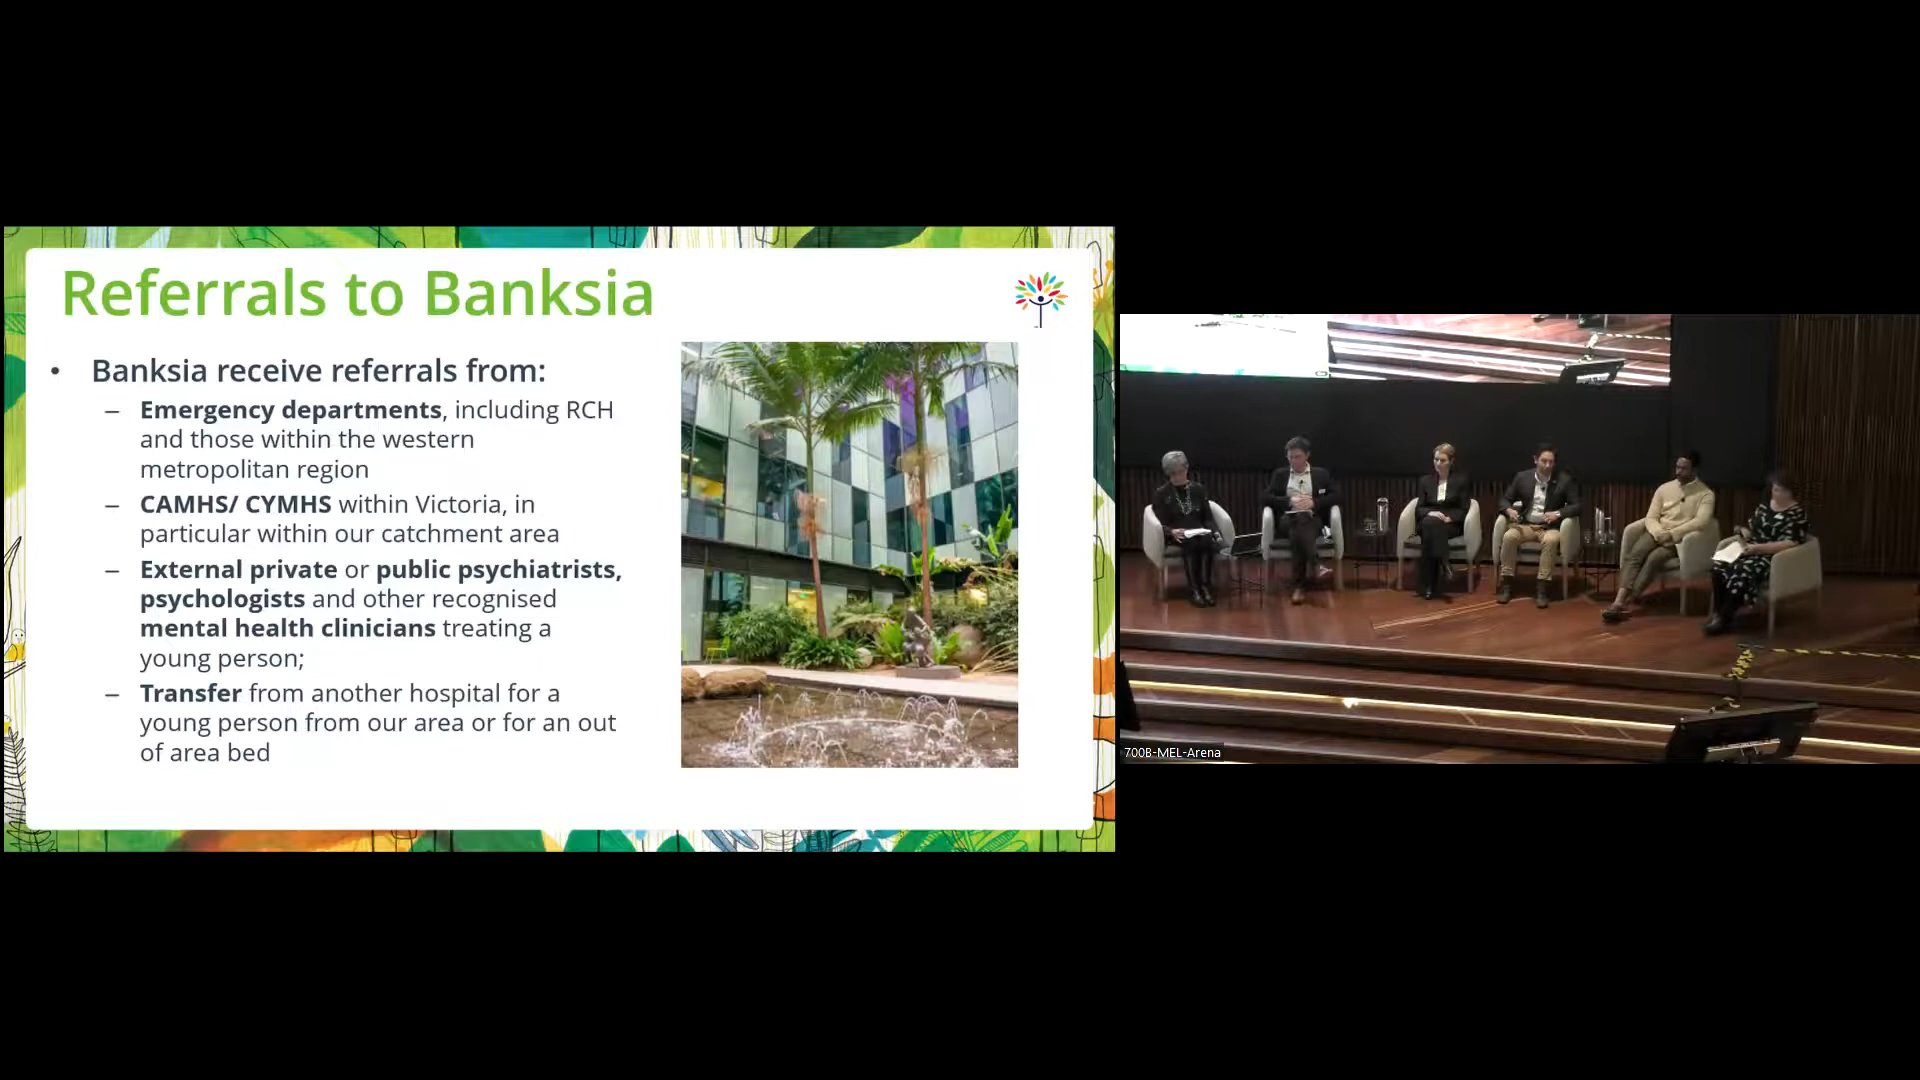 Referrals to Banksia
• Banksia receive referrals from:
– Emergency departments, including RCH
and those within the western
metropolitan region
– CAMHS/ CYMHS within Victoria, in
particular within our catchment area
– External private or public psychiatrists,
psychologists and other recognised
mental health clinicians treating a
young person;
– Transfer from another hospital for a
young person from our area or for an out
of area bed
700B-MEL-Arena